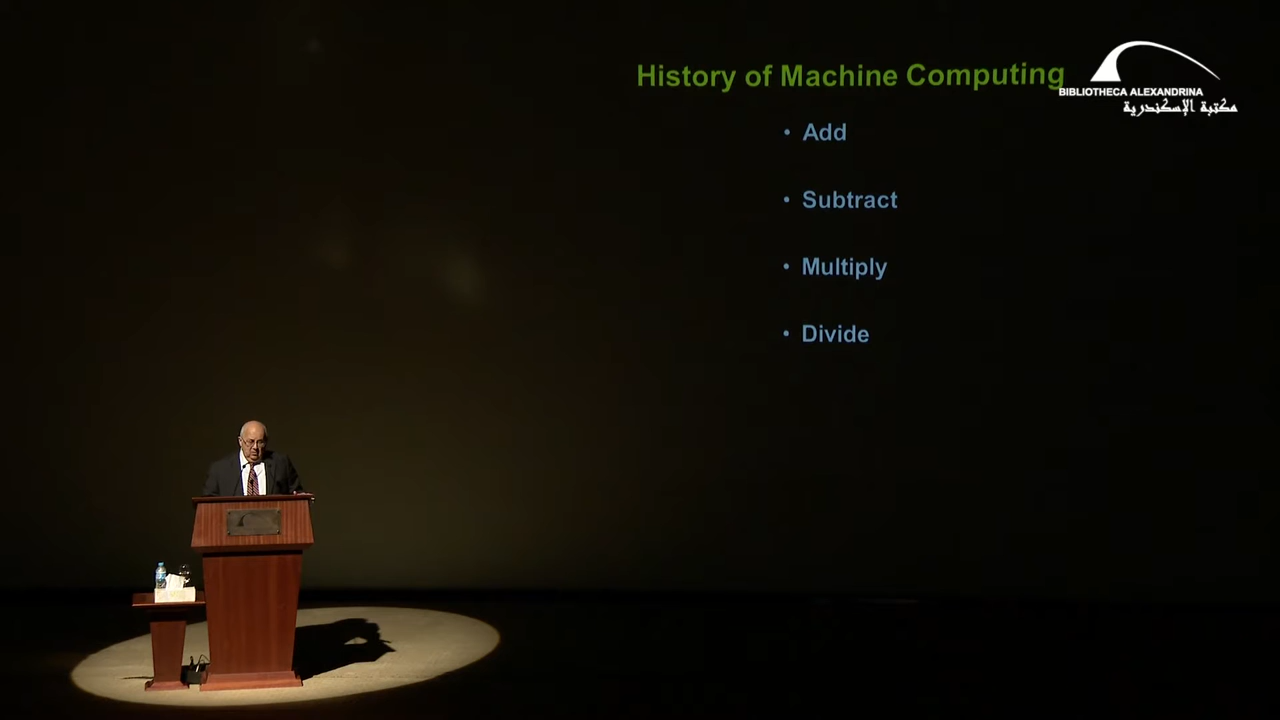 History of Machine Computing
BIBLIOTHECA ALEXANDRINA
مكتبة الإسكندرية
• Add
• Subtract
• Multiply
• Divide